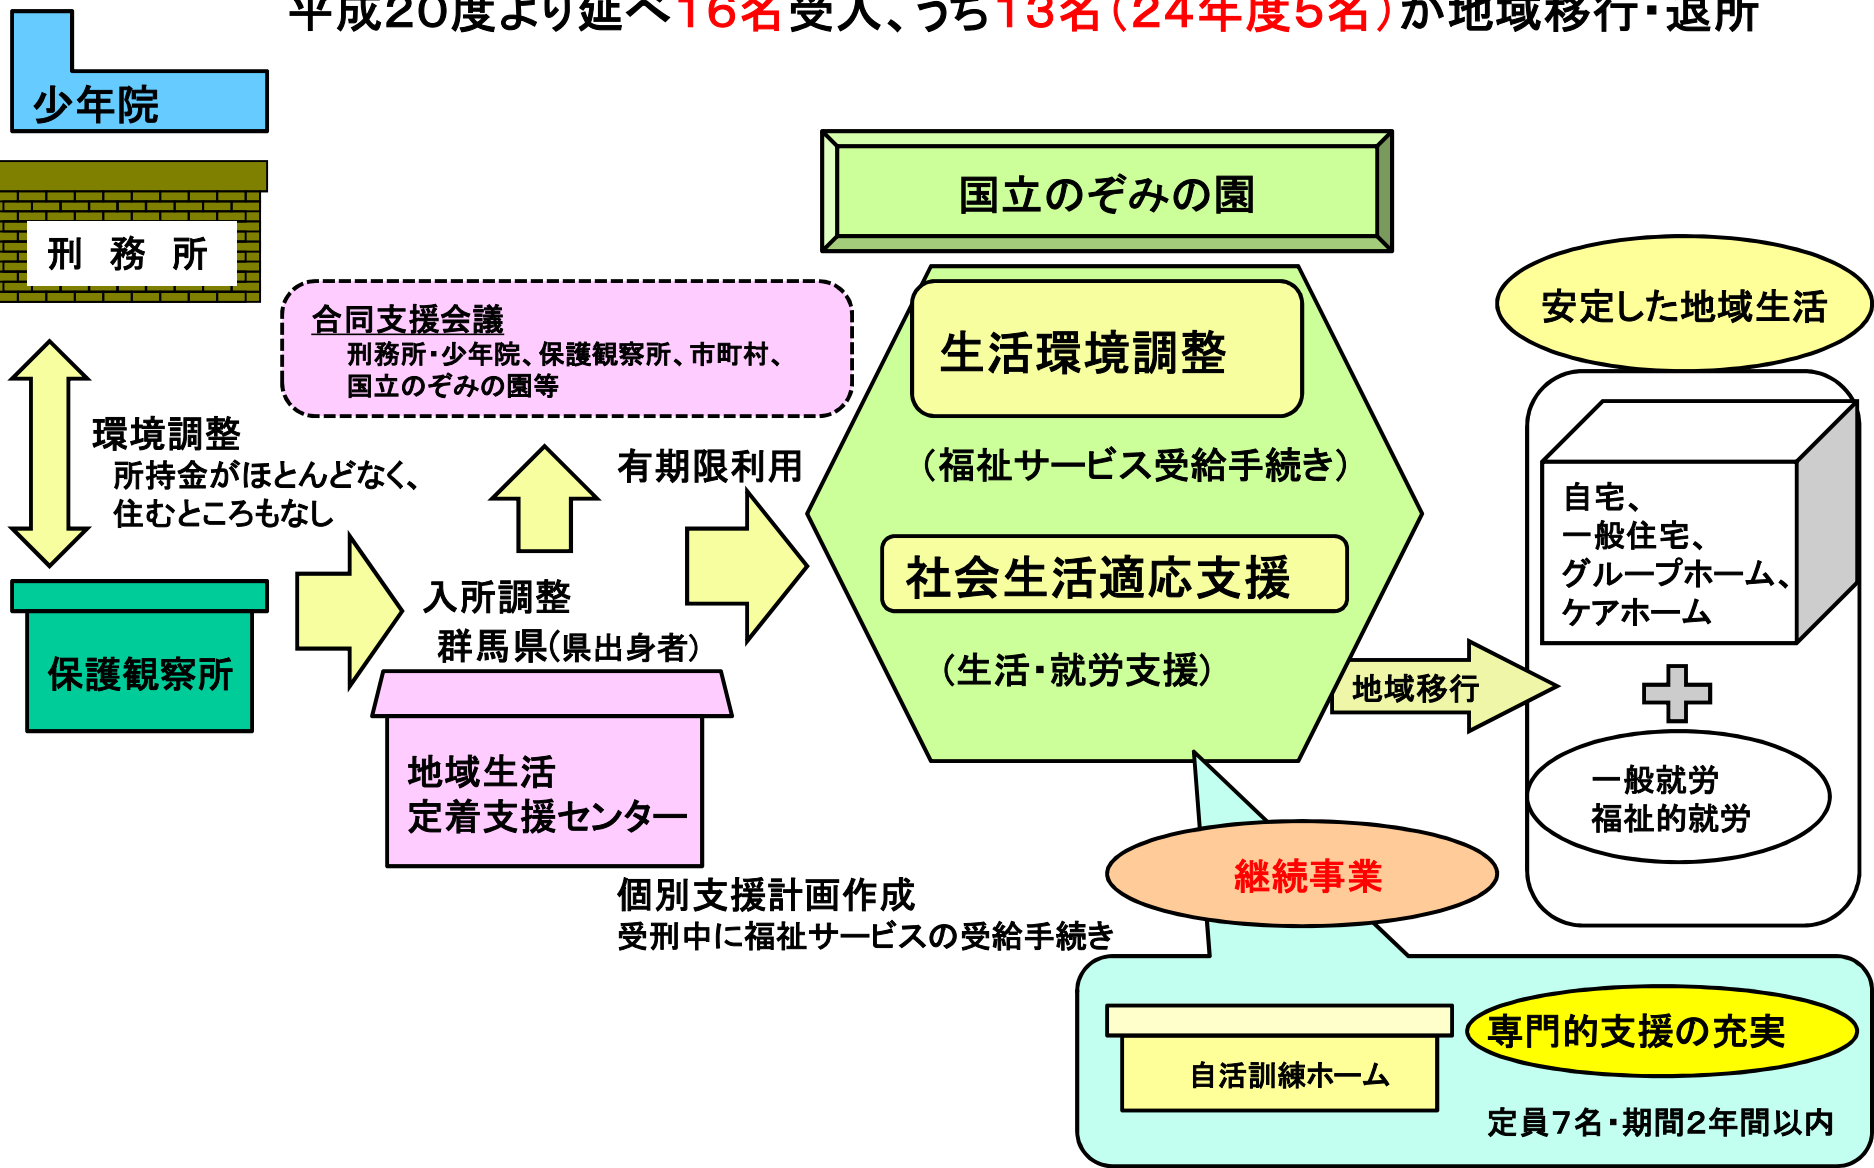 平成20度より延べ16名受入、うち13名（24年度5名）が地域移行・退所
少年院
刑務所
国立のぞみの園
安定した地域生活
合同支援会議
刑務所・少年院、保護観察所、市町村、
国立のぞみの園等
生活環境調整
環境調整
所持金がほとんどなく、
住むところもなし
有期限利用
（福祉サービス受給手続き）
自宅、
一般住宅、
グループホーム、
ケアホーム
社会生活適応支援
入所調整
群馬県（県出身者）
保護観察所
（生活・就労支援）
地域移行
地域生活
定着支援センター
一般就労
福祉的就労
継続事業
個別支援計画作成
受刑中に福祉サービスの受給手続き
専門的支援の充実
自活訓練ホーム
定員7名・期間2年間以内